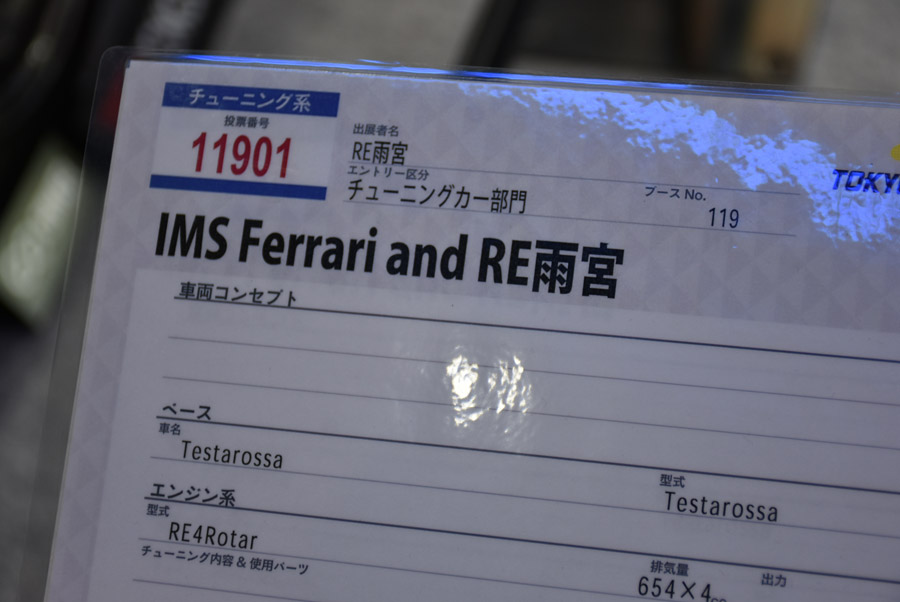 チューニング系
投票番号
11901
出展者名
RE雨宮
エントリー区分
チューニングカー部門
ブース No.
119
IMS Ferrari and RE雨宮
車両コンセプト
ベース
車名
Testarossa
型式
Testarossa
エンジン系
型式
RE4Rotar
チューニング内容 & 使用パーツ
排気量
654×4cc
出力